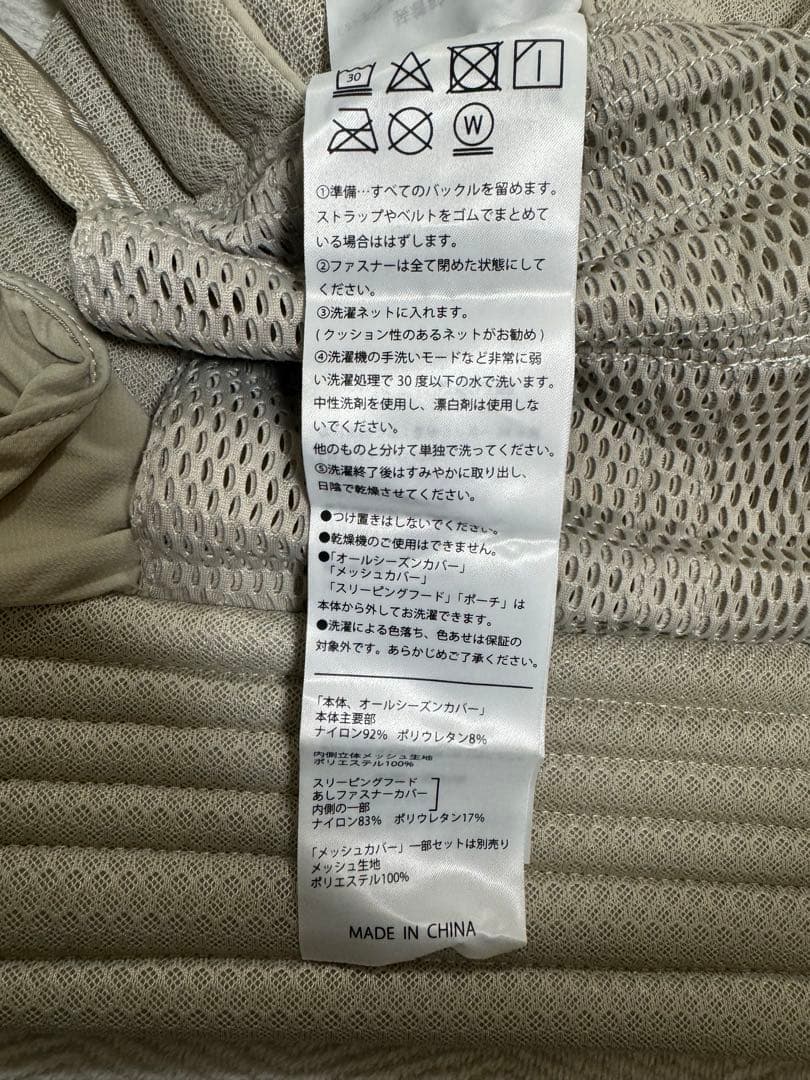 30
W
①準備…すべてのバックルを留めます。
ストラップやベルトをゴムでまとめて
いる場合ははずします。
②ファスナーは全て閉めた状態にして
ください。
③洗濯ネットに入れます。
(クッション性のあるネットがお勧め)
④洗濯機の手洗いモードなど非常に弱
い洗濯処理で30度以下の水で洗います。
中性洗剤を使用し、漂白剤は使用しな
いでください。
他のものと分けて単独で洗ってください。
⑤洗濯終了後はすみやかに取り出し、
日陰で乾燥させてください。
●つけ置きはしないでください。
●乾燥機のご使用はできません。
●「オールシーズンカバー」
「メッシュカバー」
「スリーピングフード」「ポーチ」は
本体から外してお洗濯できます。
●洗濯による色落ち、色あせは保証の
対象外です。あらかじめご了承ください。
「本体、オールシーズンカバー」
本体主要部
ナイロン92% ポリウレタン8%
内側立体メッシュ生地
ポリエステル100%
スリーピングフード
あしファスナーカバー
内側の一部
ナイロン83% ポリウレタン17%
「メッシュカバー」一部セットは別売り
メッシュ生地
ポリエステル100%
MADE IN CHINA